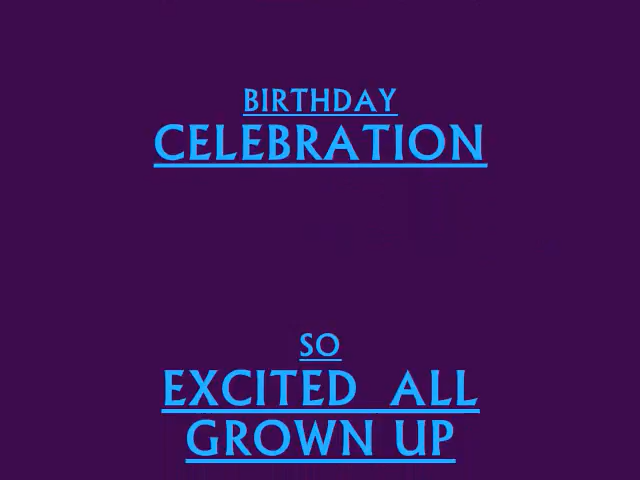 BIRTHDAY
CELEBRATION
SO
EXCITED ALL
GROWN UP